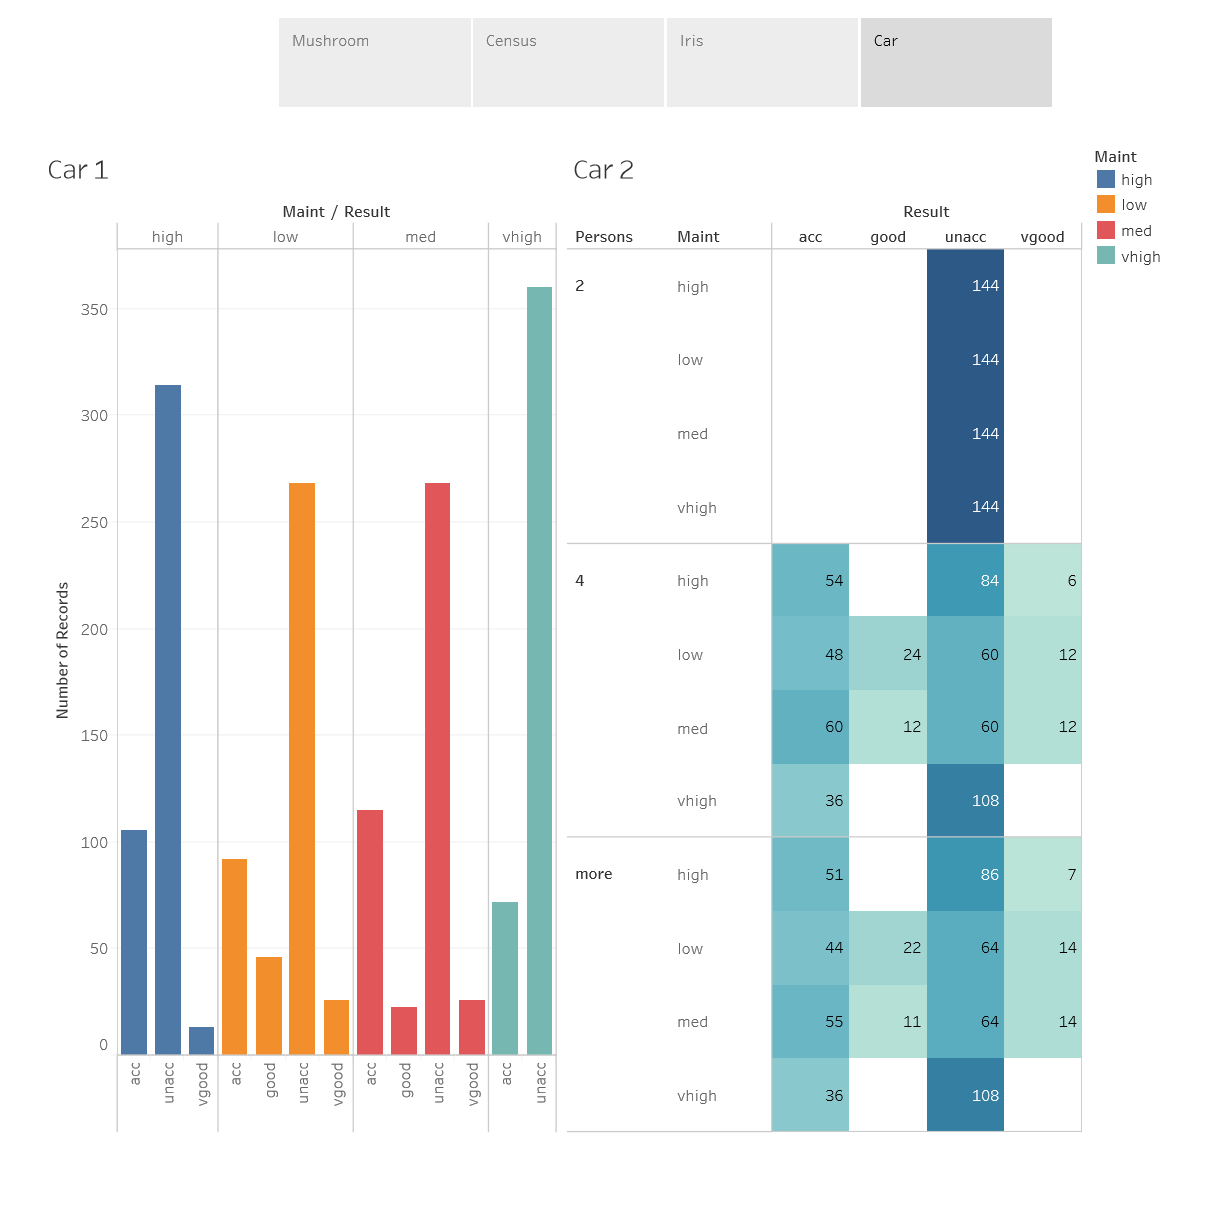 Mushroom Census Iris Car
Car 1
Maint / Result
high low med vhigh
350
300
250
200
150
100
50
0
Number of Records
acc unacc vgood acc good unacc vgood acc good unacc vgood acc unacc
Car 2
Result
Persons Maint acc good unacc vgood
2 high 144
low 144
med 144
vhigh 144
4 high 54 84 6
low 48 24 60 12
med 60 12 60 12
vhigh 36 108
more high 51 86 7
low 44 22 64 14
med 55 11 64 14
vhigh 36 108
Maint
high
low
med
vhigh